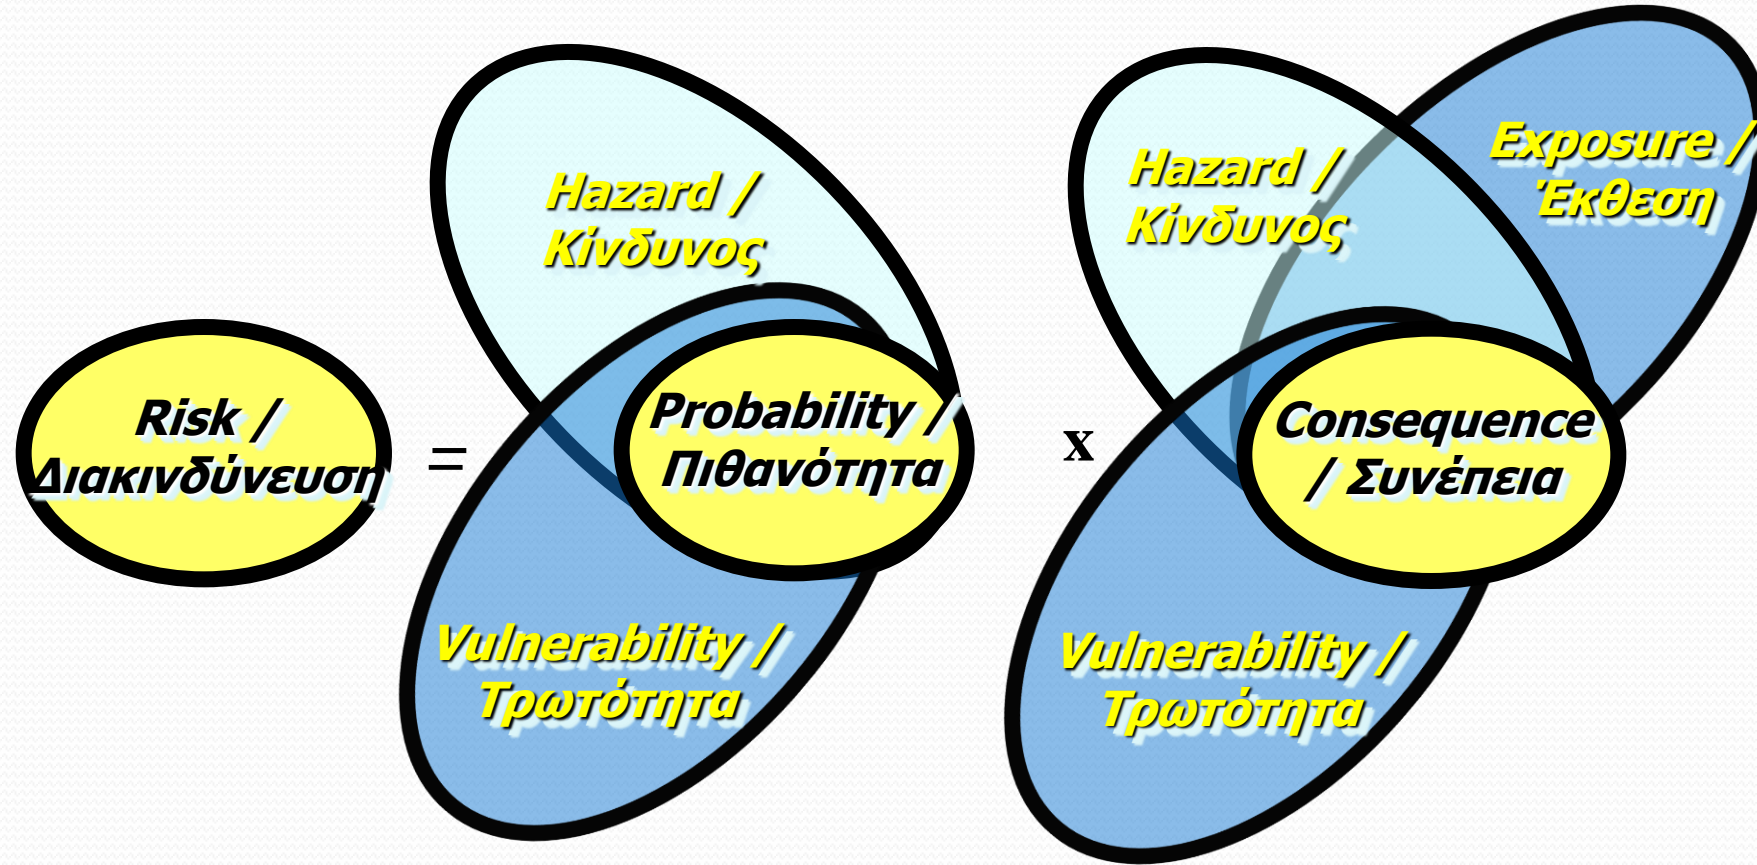 Risk /
Διακινδύνευση
=
Hazard /
Κίνδυνος
Probability /
Πιθανότητα
Vulnerability /
Τρωτότητα
x
Hazard /
Κίνδυνος
Exposure /
Έκθεση
Consequence
/ Συνέπεια
Vulnerability /
Τρωτότητα